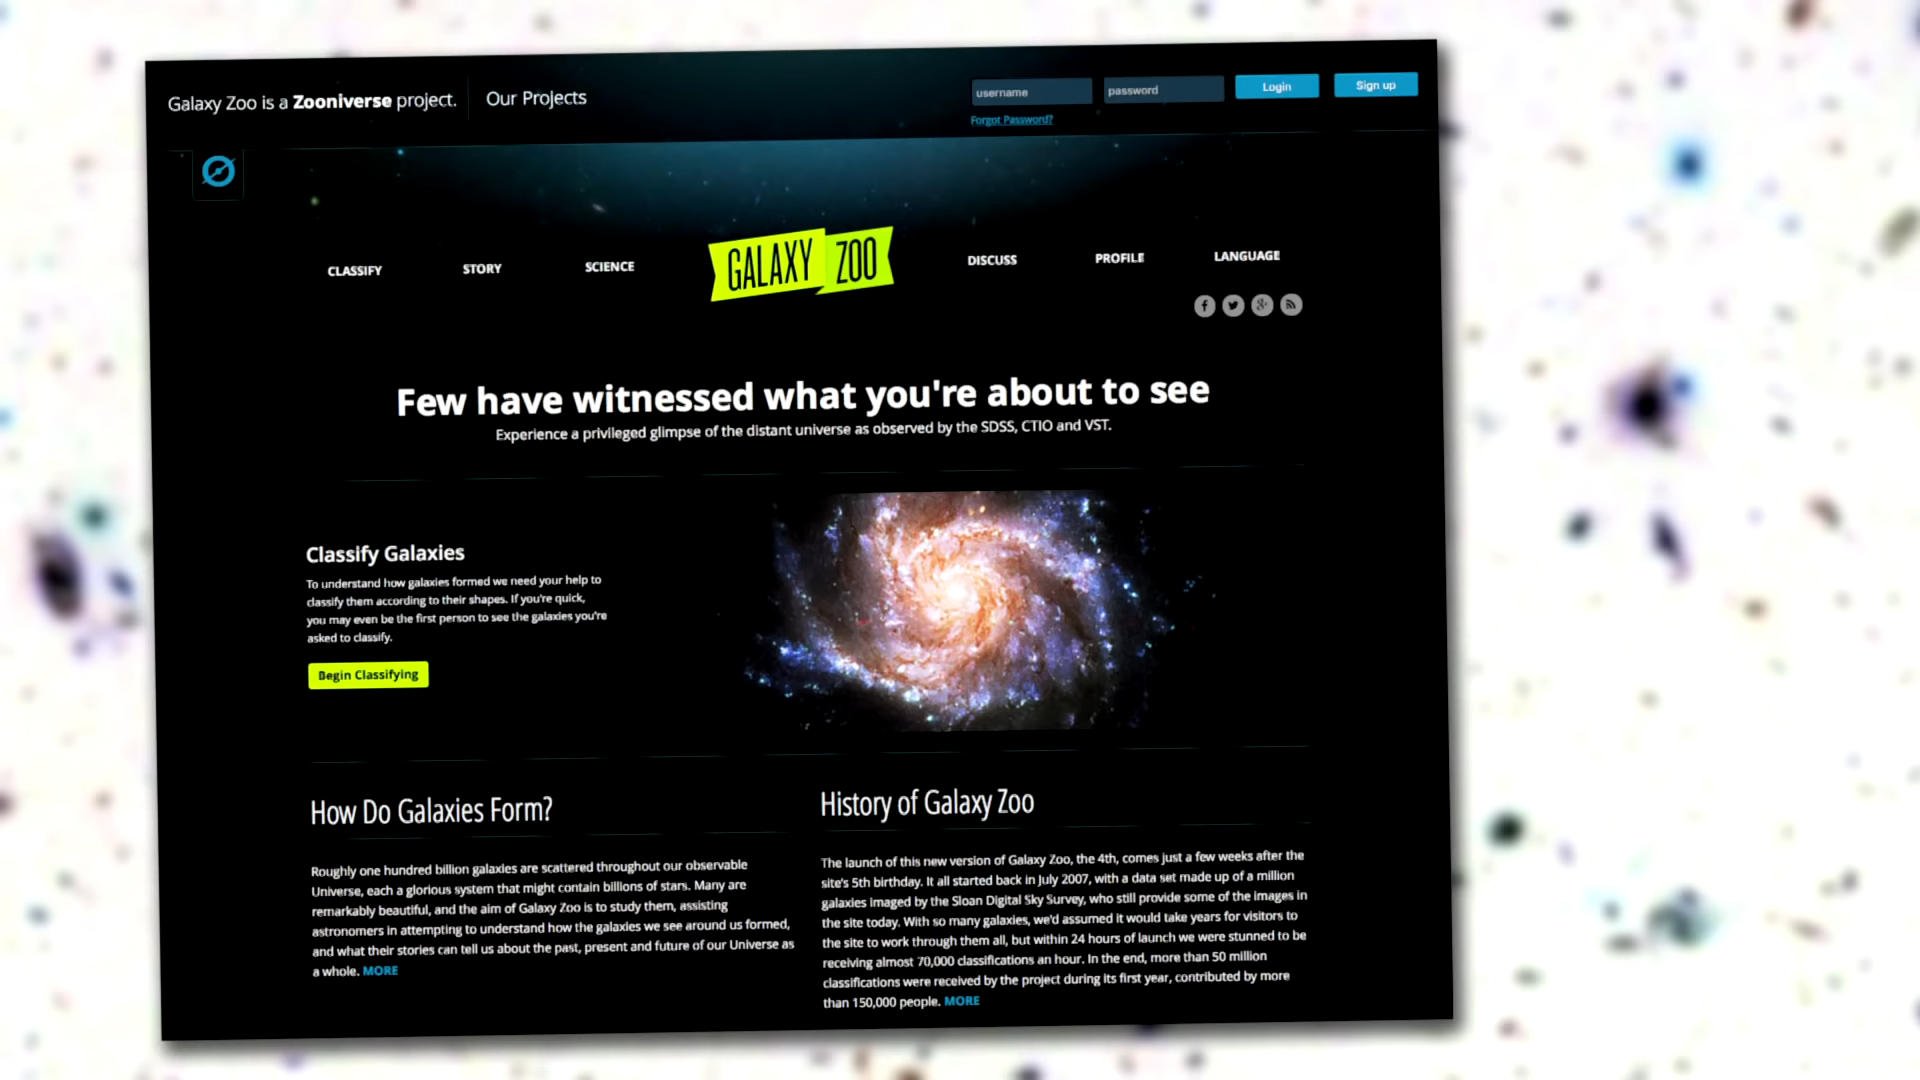 Galaxy Zoo is a Zooniverse project.
Our Projects
username
password
Login
Sign up
Forgot Password?
CLASSIFY
STORY
SCIENCE
GALAXY ZOO
DISCUSS
PROFILE
LANGUAGE
Few have witnessed what you're about to see
Experience a privileged glimpse of the distant universe as observed by the SDSS, CTIO and VST.
Classify Galaxies
To understand how galaxies formed we need your help to
classify them according to their shapes. If you're quick,
you may even be the first person to see the galaxies you're
asked to classify.
Begin Classifying
How Do Galaxies Form?
Roughly one hundred billion galaxies are scattered throughout our observable
Universe, each a glorious system that might contain billions of stars. Many are
remarkably beautiful, and the aim of Galaxy Zoo is to study them, assisting
astronomers in attempting to understand how the galaxies we see around us formed,
and what their stories can tell us about the past, present and future of our Universe as
a whole. MORE
History of Galaxy Zoo
The launch of this new version of Galaxy Zoo, the 4th, comes just a few weeks after the
site's 5th birthday. It all started back in July 2007, with a data set made up of a million
galaxies imaged by the Sloan Digital Sky Survey, who still provide some of the images in
the site today. With so many galaxies, we'd assumed it would take years for visitors to
the site to work through them all, but within 24 hours of launch we were stunned to be
receiving almost 70,000 classifications an hour. In the end, more than 50 million
classifications were received by the project during its first year, contributed by more
than 150,000 people. MORE